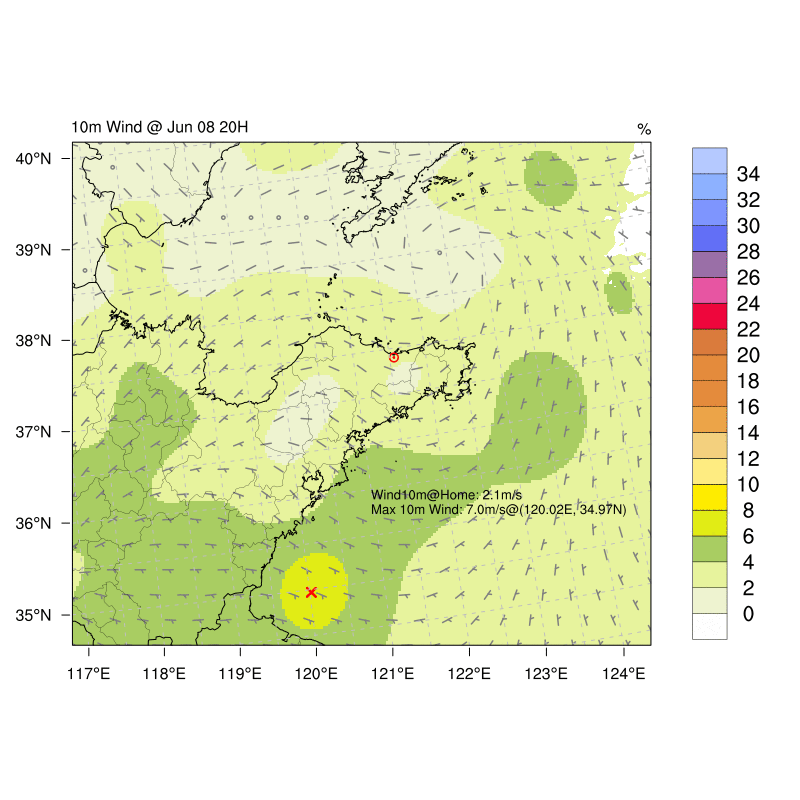 10m Wind @ Jun 08 20H
%
40°N
39°N
38°N
37°N
36°N
35°N
117°E 118°E 119°E 120°E 121°E 122°E 123°E 124°E
Wind10m@Home: 2.1m/s
Max 10m Wind: 7.0m/s@(120.02E, 34.97N)
34
32
30
28
26
24
22
20
18
16
14
12
10
8
6
4
2
0